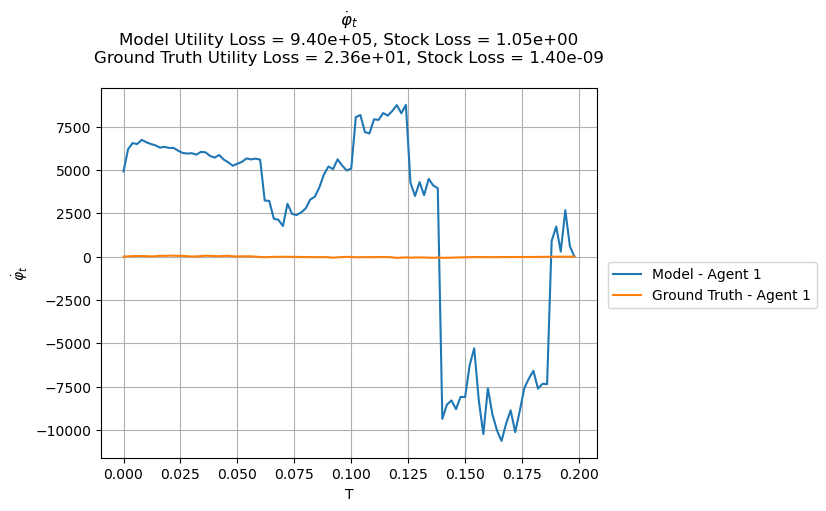 φ̇ₜ
Model Utility Loss = 9.40e+05, Stock Loss = 1.05e+00
Ground Truth Utility Loss = 2.36e+01, Stock Loss = 1.40e-09
7500
5000
2500
0
−2500
−5000
−7500
−10000
φ̇ₜ
0.000 0.025 0.050 0.075 0.100 0.125 0.150 0.175 0.200
T
Model - Agent 1
Ground Truth - Agent 1